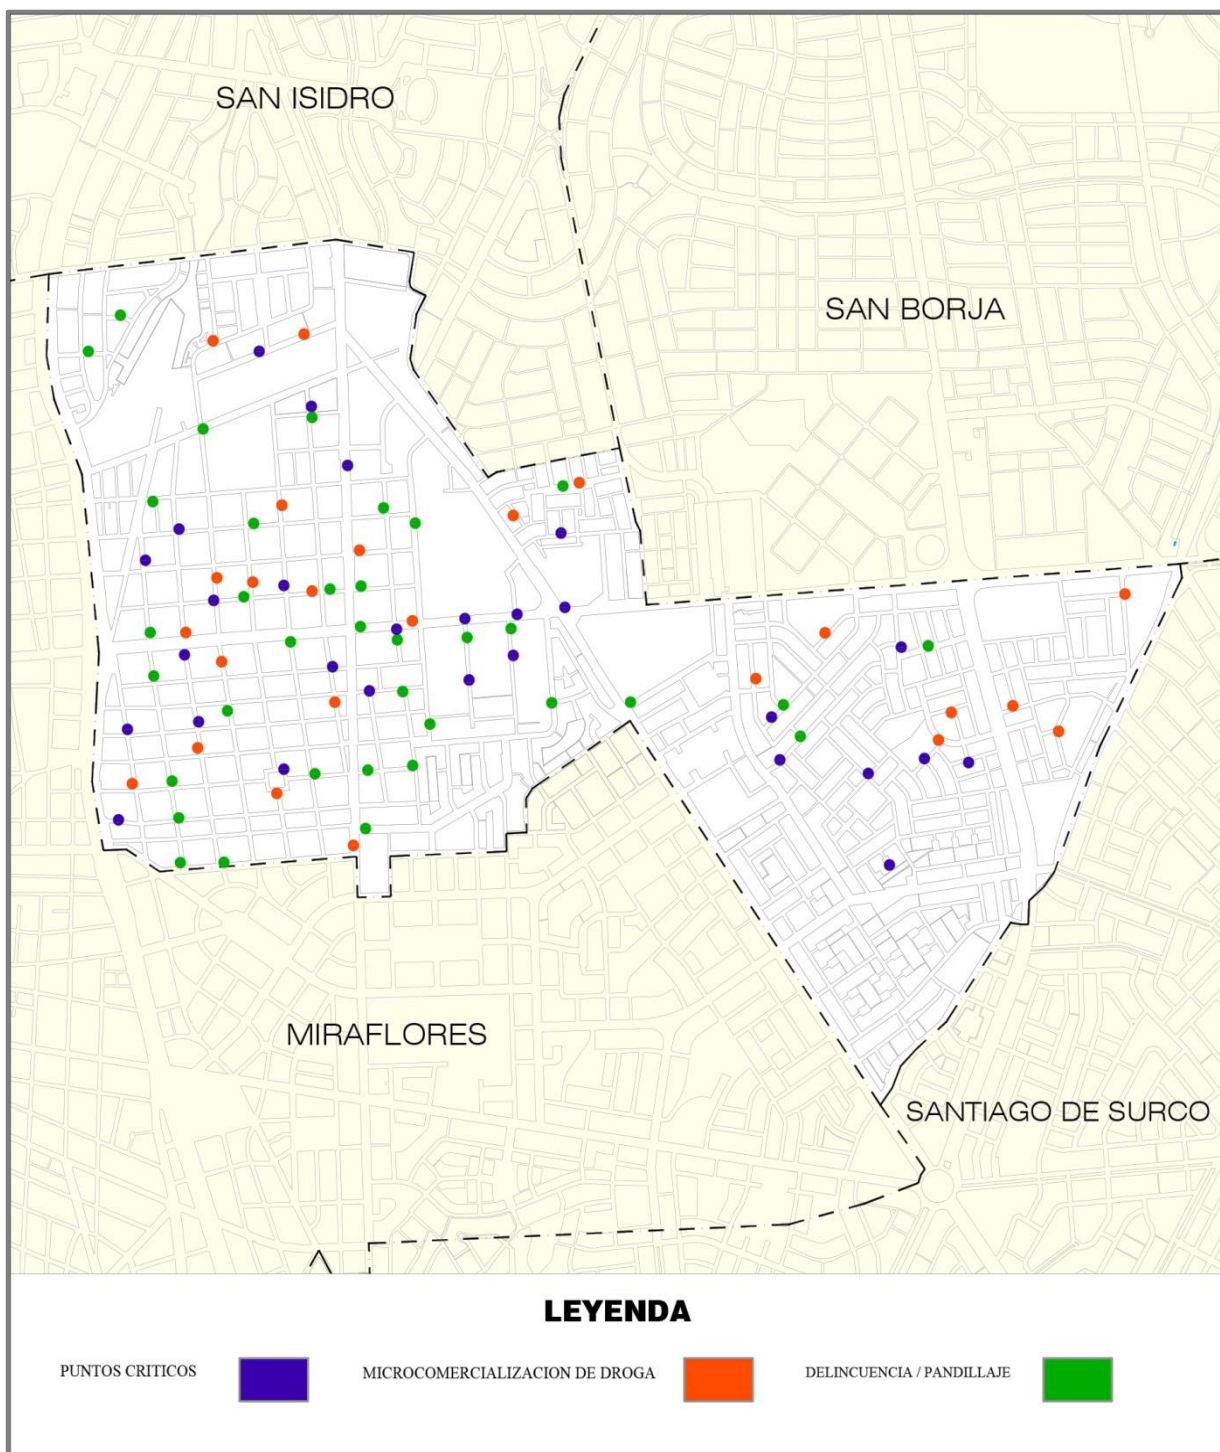 SAN ISIDRO
SAN BORJA
MIRAFLORES
SANTIAGO DE SURCO
LEYENDA
PUNTOS CRITICOS
MICROCOMERCIALIZACION DE DROGA
DELINCUENCIA / PANDILLAJE